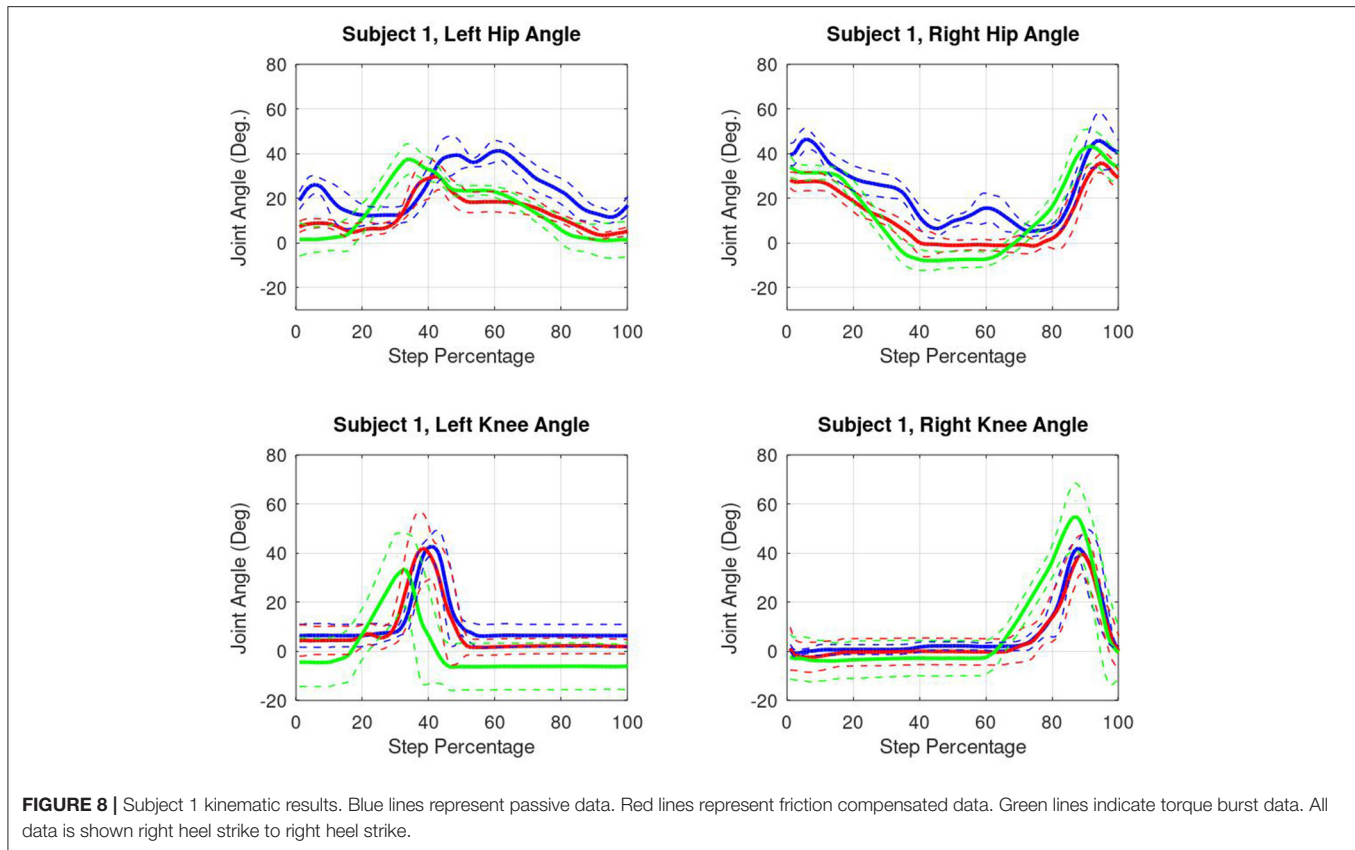 Subject 1, Left Hip Angle
80
60
40
20
0
-20
Joint Angle (Deg.)
0 20 40 60 80 100
Step Percentage
Subject 1, Right Hip Angle
80
60
40
20
0
-20
Joint Angle (Deg.)
0 20 40 60 80 100
Step Percentage
Subject 1, Left Knee Angle
80
60
40
20
0
-20
Joint Angle (Deg)
0 20 40 60 80 100
Step Percentage
Subject 1, Right Knee Angle
80
60
40
20
0
-20
Joint Angle (Deg)
0 20 40 60 80 100
Step Percentage
FIGURE 8 | Subject 1 kinematic results. Blue lines represent passive data. Red lines represent friction compensated data. Green lines indicate torque burst data. All
data is shown right heel strike to right heel strike.